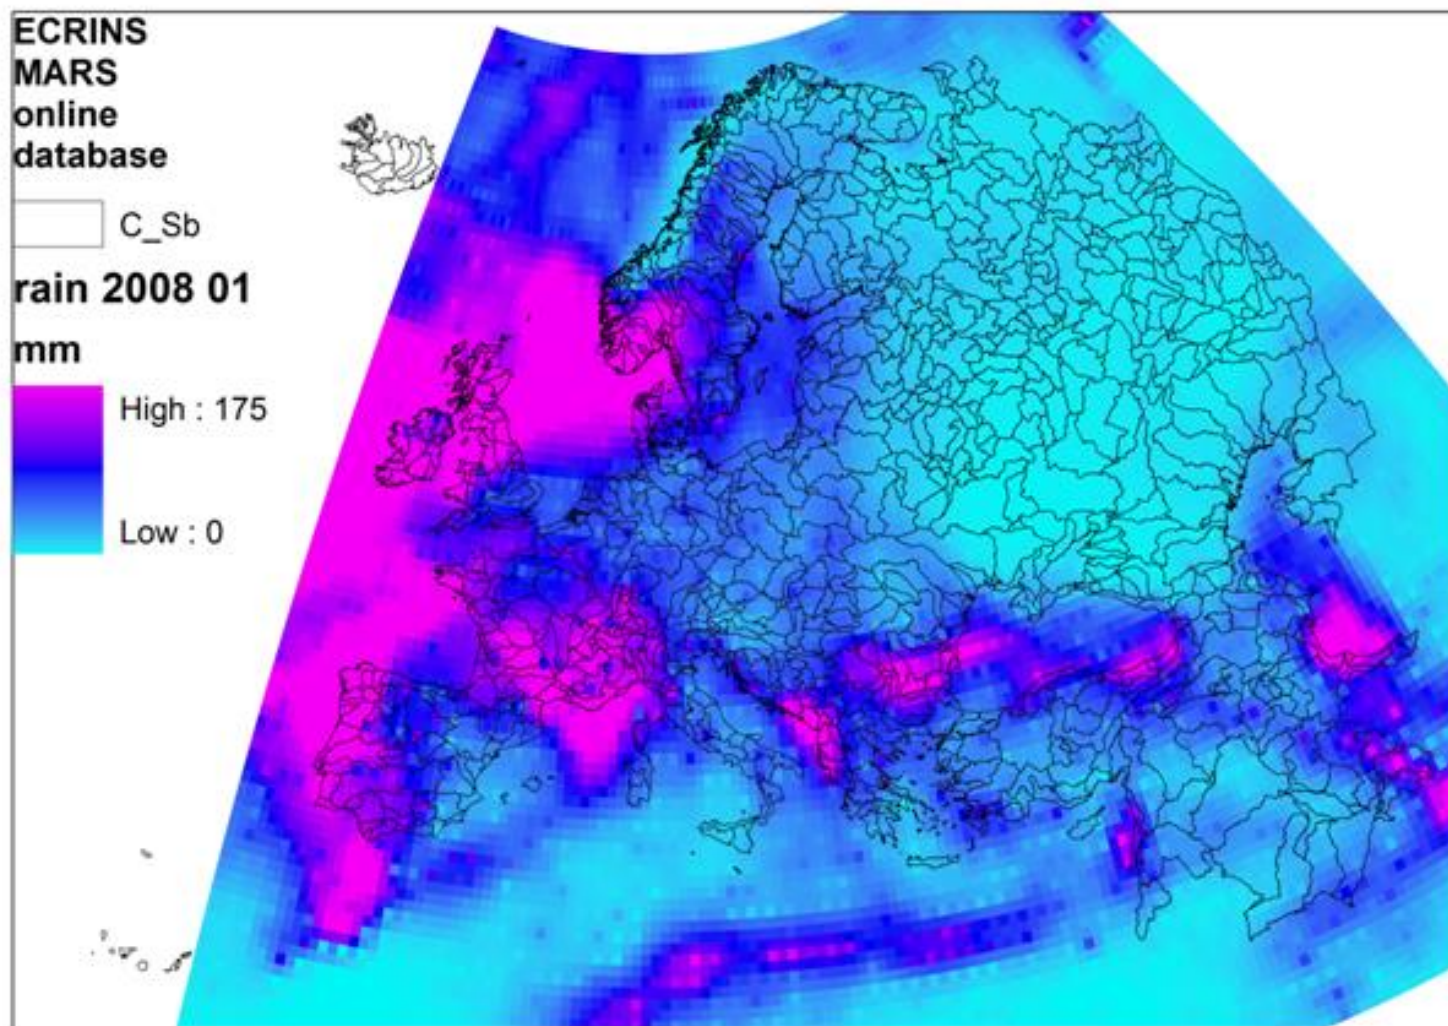 ECRINS
MARS
online
database
C_Sb
rain 2008 01
mm
High : 175
Low : 0